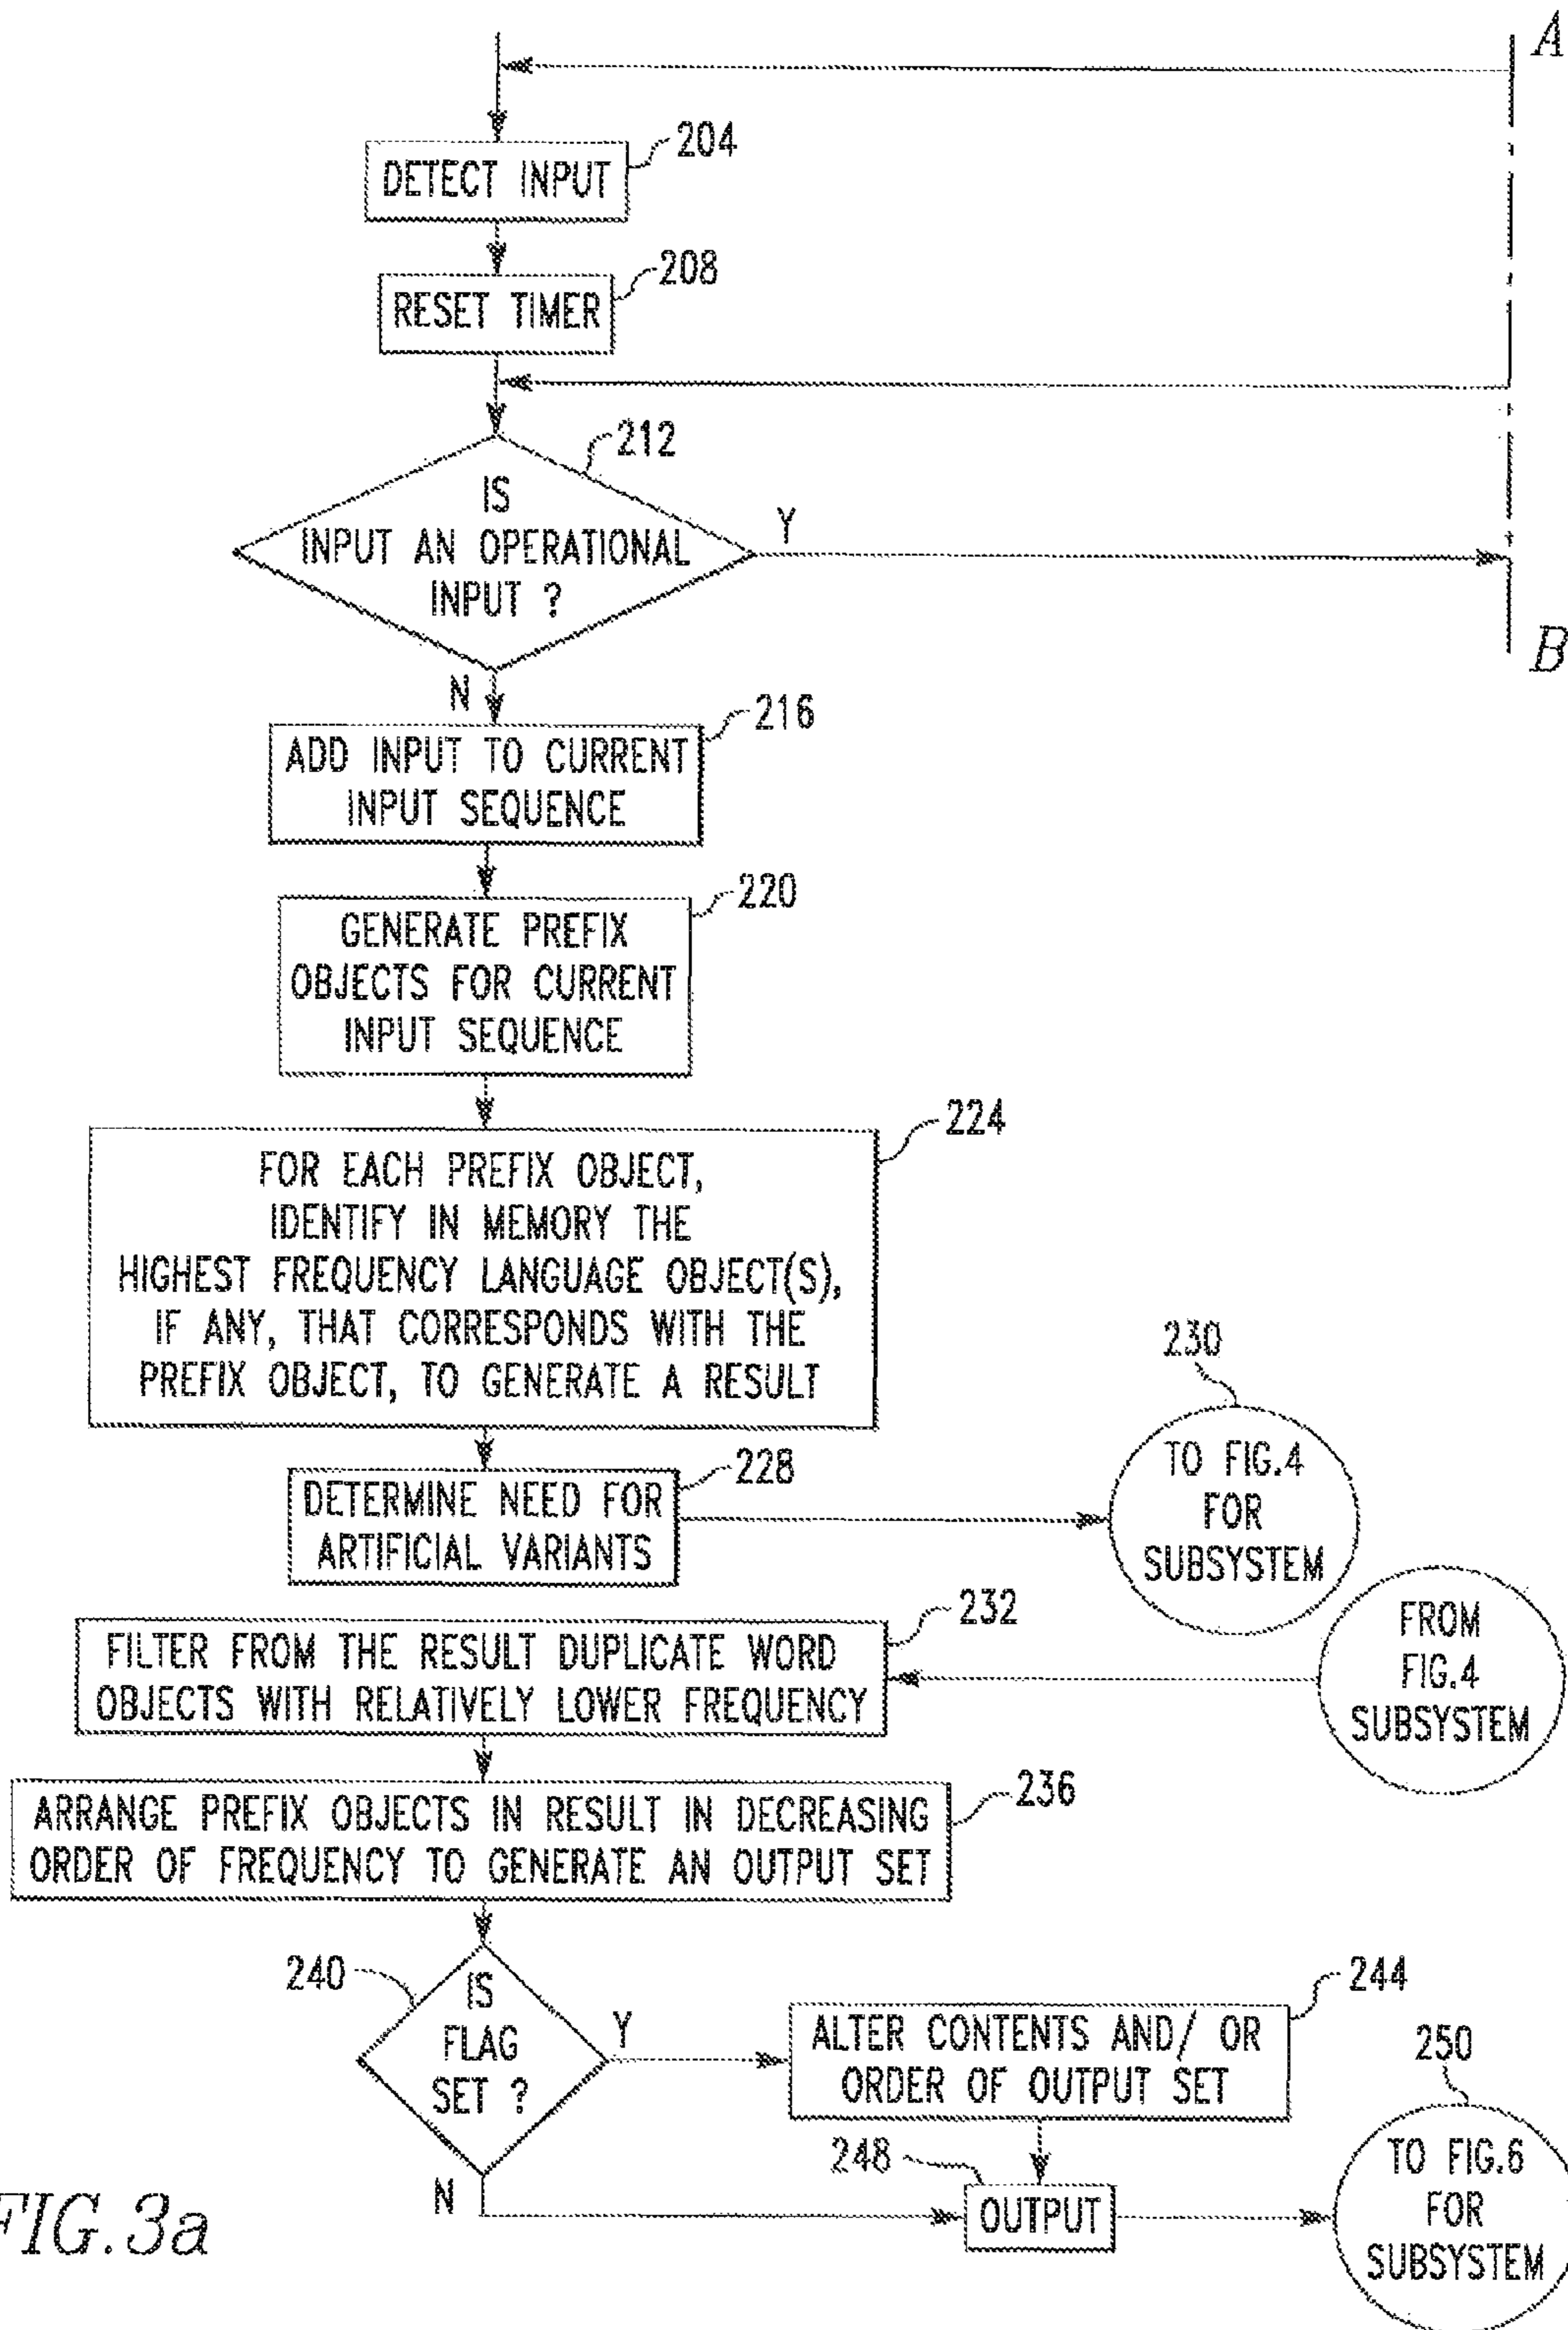 A
204
DETECT INPUT
208
RESET TIMER
212
IS
INPUT AN OPERATIONAL
INPUT ?
Y
B
N
216
ADD INPUT TO CURRENT
INPUT SEQUENCE
220
GENERATE PREFIX
OBJECTS FOR CURRENT
INPUT SEQUENCE
224
FOR EACH PREFIX OBJECT,
IDENTIFY IN MEMORY THE
HIGHEST FREQUENCY LANGUAGE OBJECT(S),
IF ANY, THAT CORRESPONDS WITH THE
PREFIX OBJECT, TO GENERATE A RESULT
228
DETERMINE NEED FOR
ARTIFICIAL VARIANTS
230
TO FIG.4
FOR
SUBSYSTEM
FROM
FIG.4
SUBSYSTEM
232
FILTER FROM THE RESULT DUPLICATE WORD
OBJECTS WITH RELATIVELY LOWER FREQUENCY
236
ARRANGE PREFIX OBJECTS IN RESULT IN DECREASING
ORDER OF FREQUENCY TO GENERATE AN OUTPUT SET
240
IS
FLAG
SET ?
Y
244
ALTER CONTENTS AND/ OR
ORDER OF OUTPUT SET
N
248
OUTPUT
250
TO FIG.6
FOR
SUBSYSTEM
FIG.3a